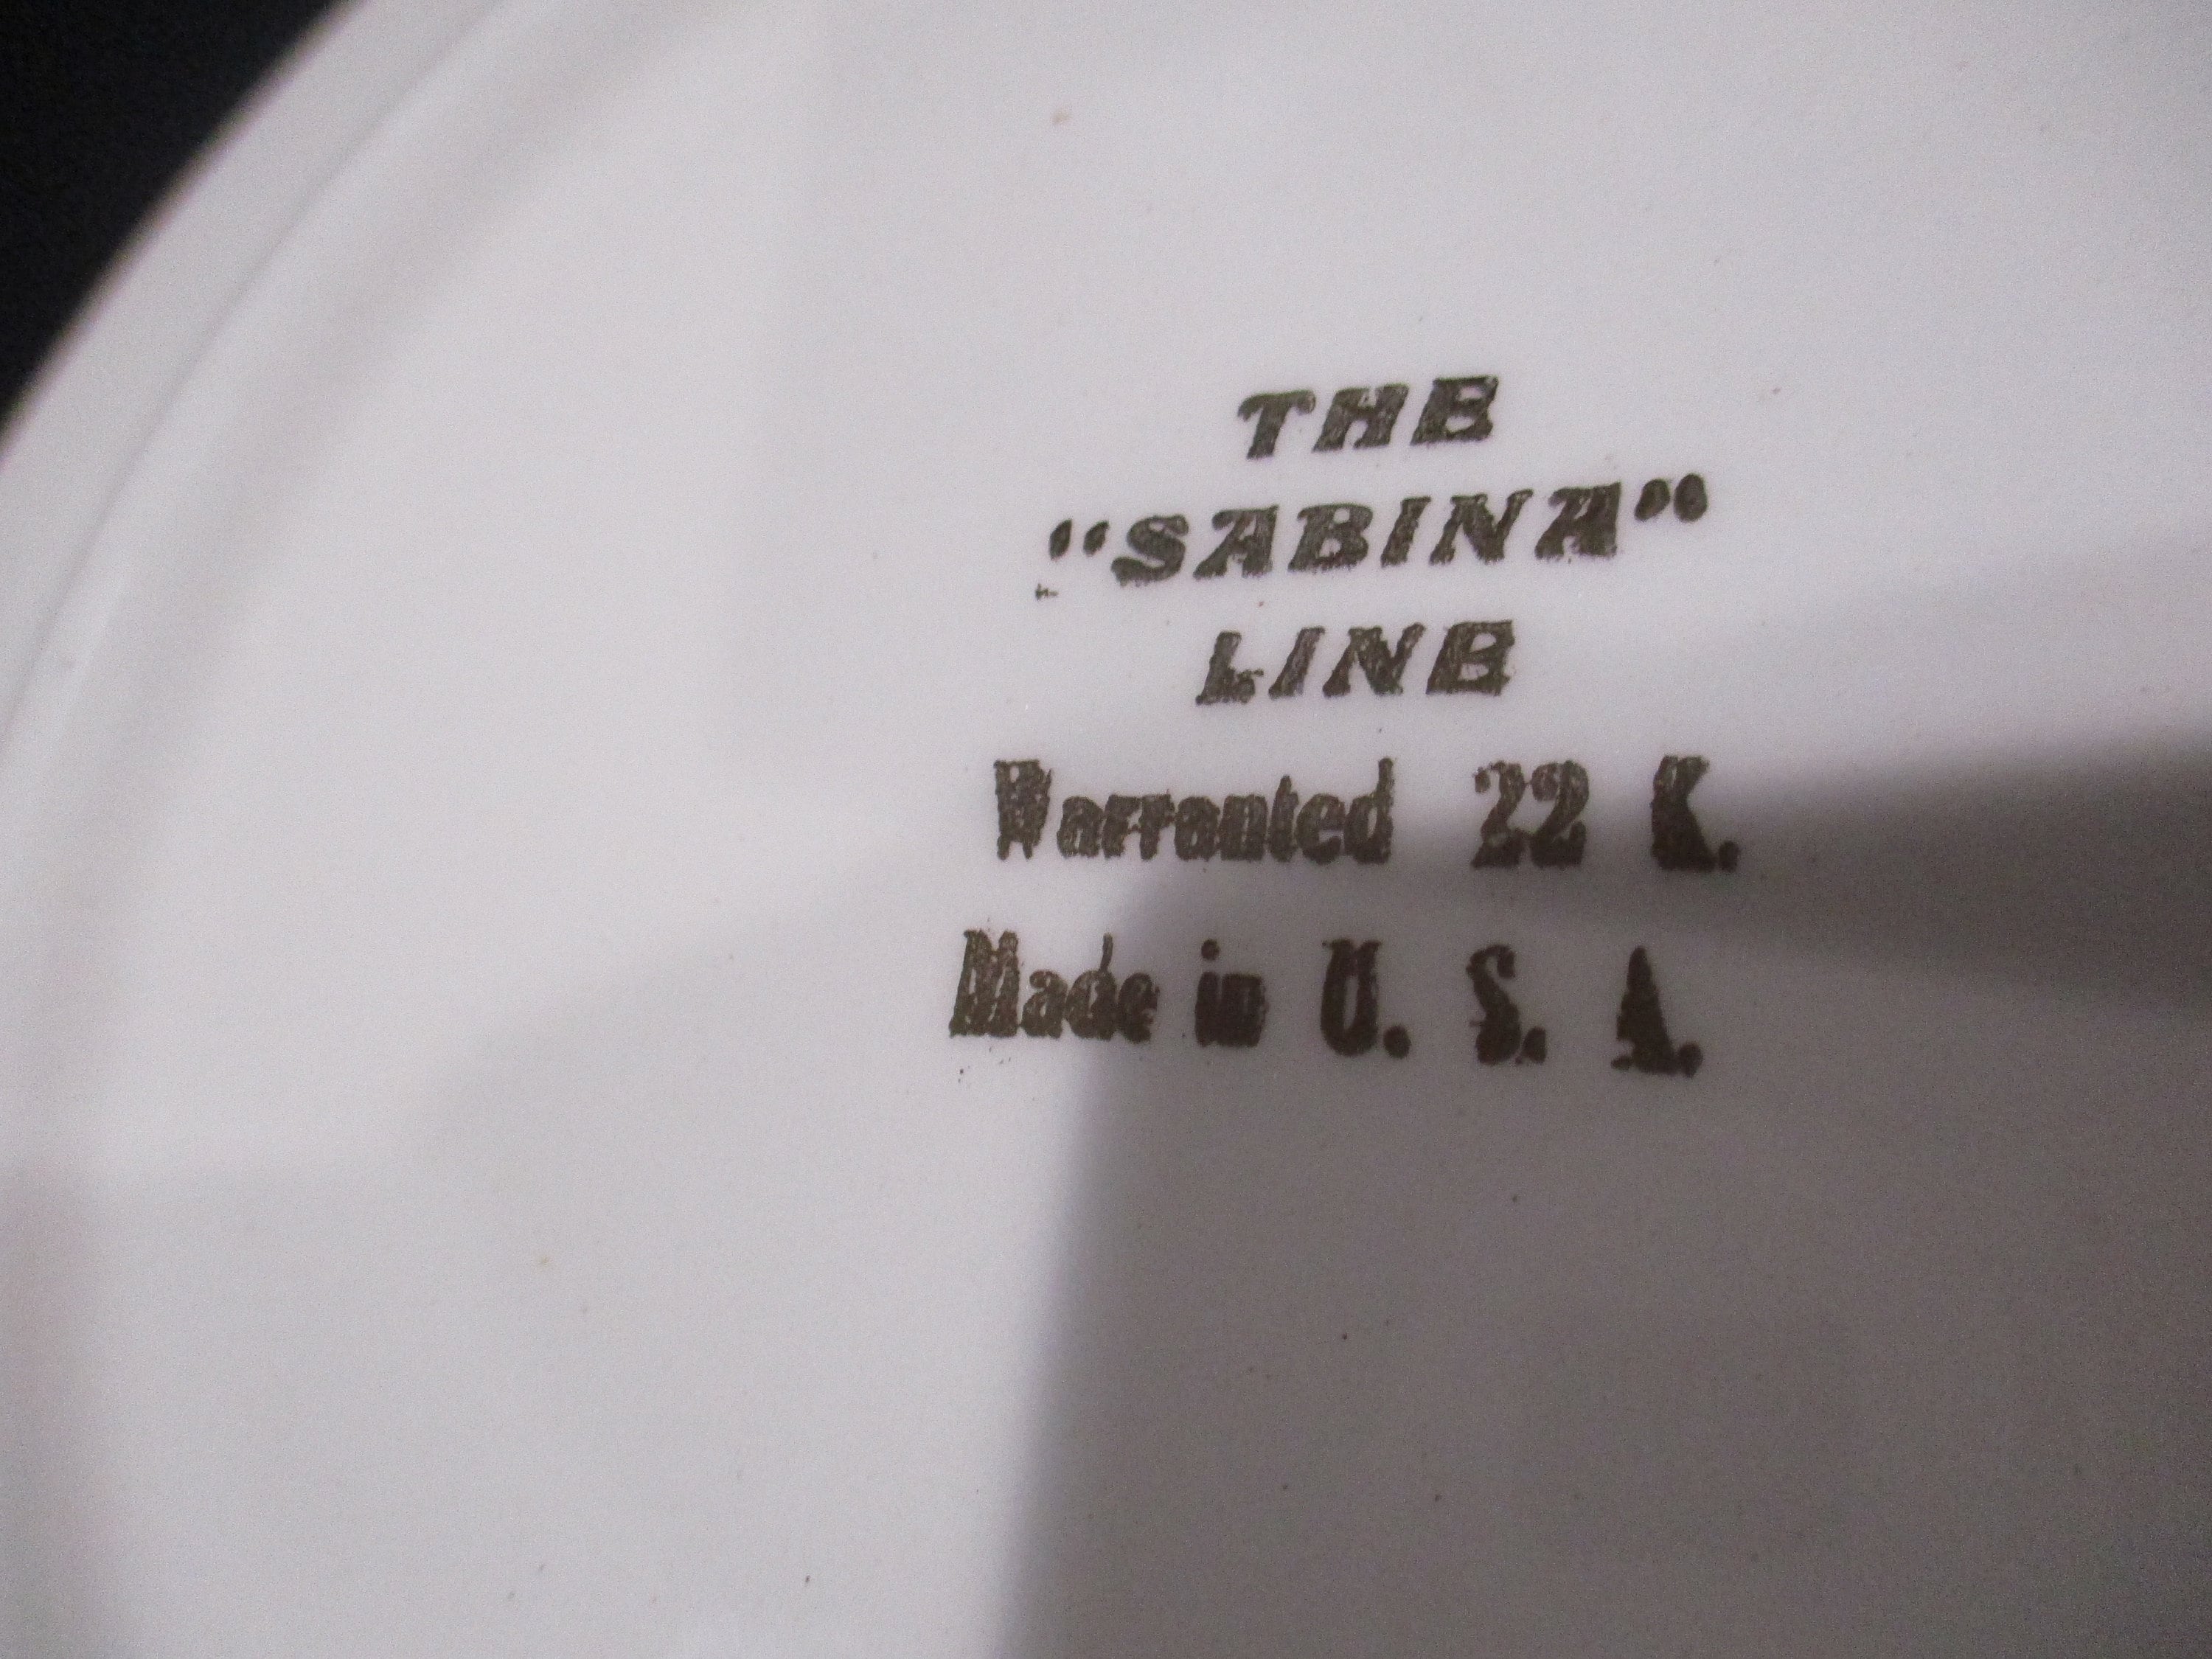 THE
“SABINA”
LINE
Warranted 22 K.
Made in U. S. A.